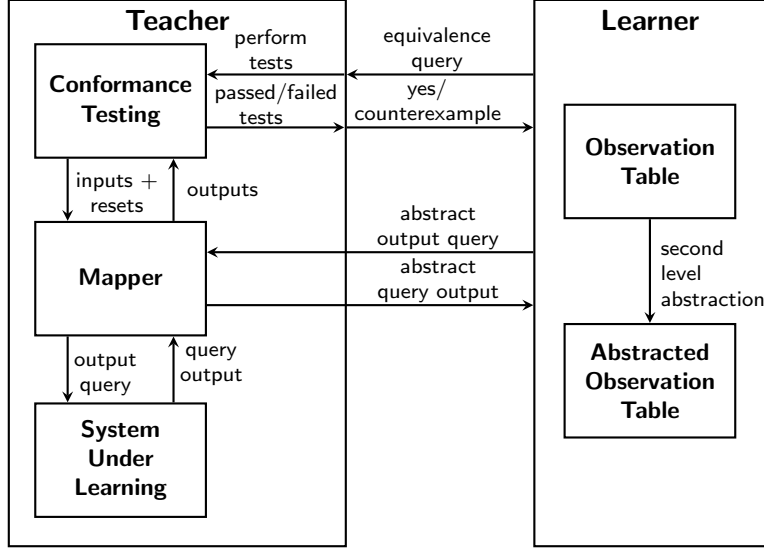 Teacher
Learner
perform
tests
equivalence
query
Conformance
Testing
passed/failed
tests
yes/
counterexample
Observation
Table
inputs +
resets
outputs
abstract
output query
Mapper
abstract
query output
second
level
abstraction
output
query
query
output
Abstracted
Observation
Table
System
Under
Learning